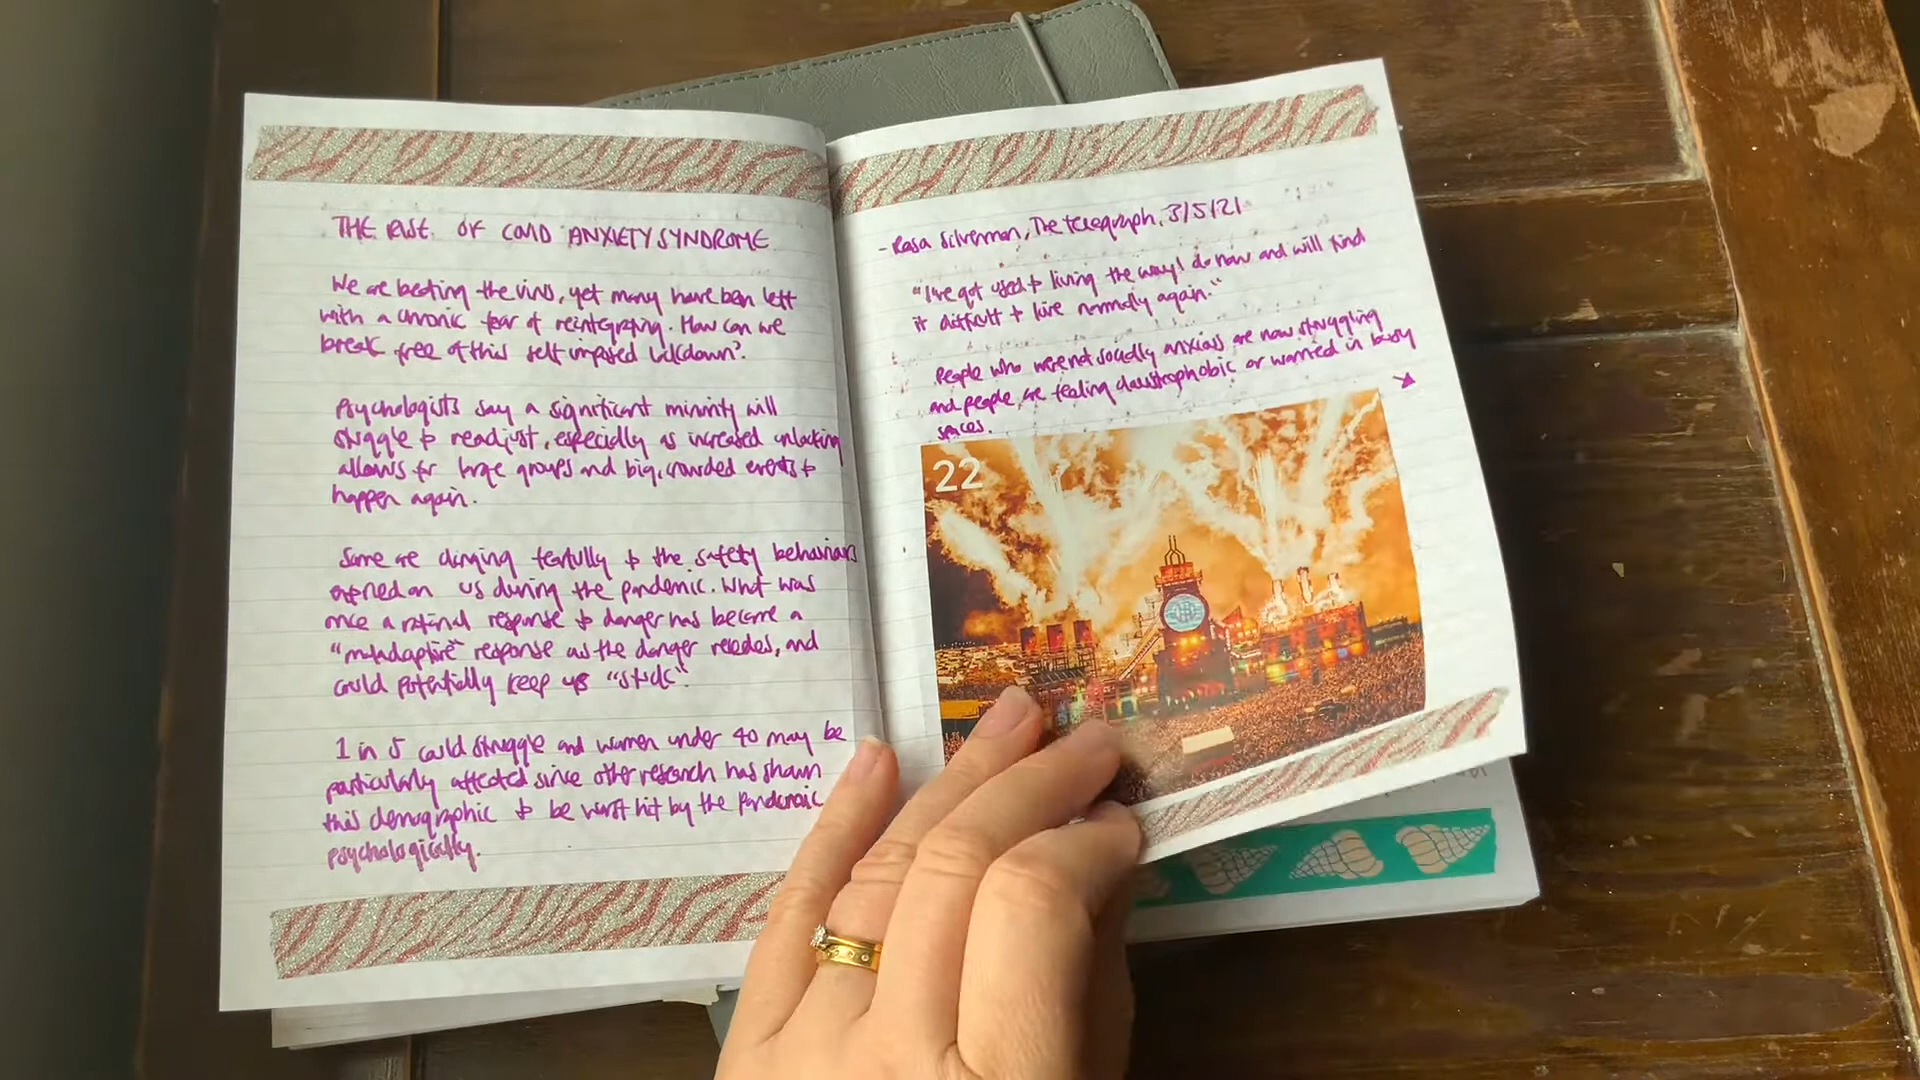 THE RISE OF COVID ANXIETY SYNDROME
We are beating the virus, yet many have been left
with a chronic fear of reintegrating. How can we
break free of this self imposed lockdown?
Psychologists say a significant minority will
struggle to readjust, especially as increased unlocking
allows for large groups and big, crowded events to
happen again.
Some are clinging fearfully to the safety behaviours
on us during the pandemic. What was
once a rational response to danger has become a
"maladaptive" response as the danger recedes, and
could potentially keep us "stuck".
1 in 5 could struggle and women under 40 may be
particularly affected since other research has shown
this demographic to be worst hit by the pandemic
psychologically.
- Rosa Silverman, The Telegraph, 3/5/21
"I've got used to living the way I do now and will find
it difficult to live normally again."
People who were not socially anxious are now struggling
and people are feeling claustrophobic or worried in busy
spaces.
22